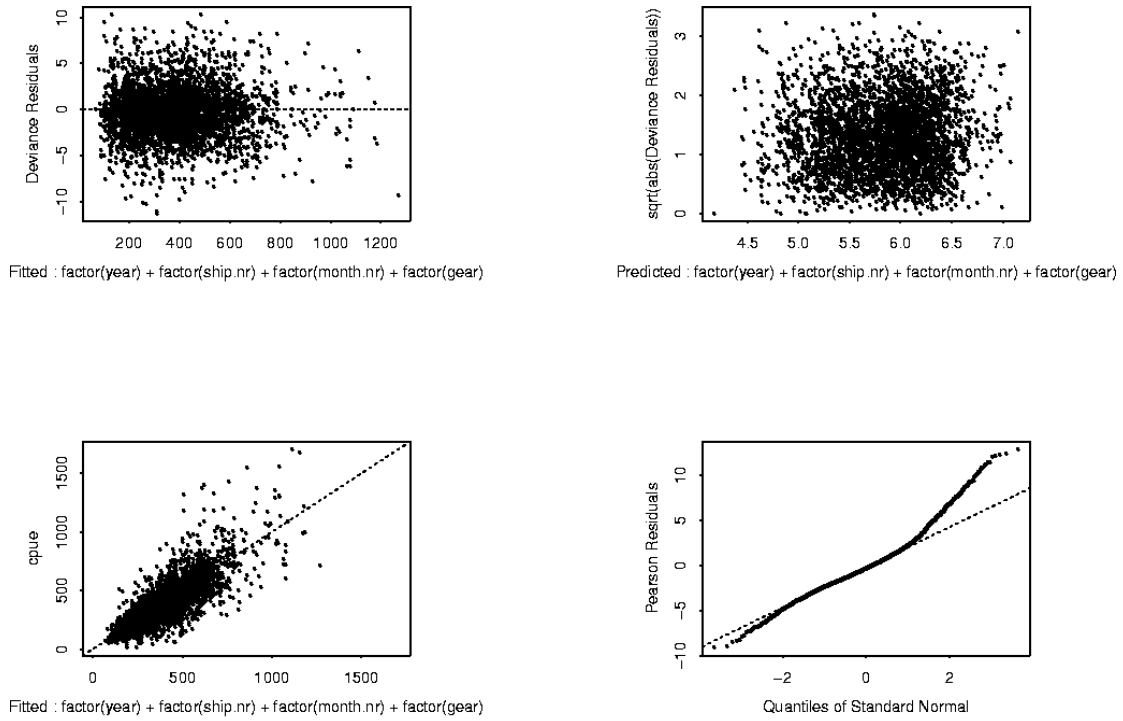 Deviance Residuals
10
5
0
−5
−10
200 400 600 800 1000 1200
Fitted : factor(year) + factor(ship.nr) + factor(month.nr) + factor(gear)
sqrt(abs(Deviance Residuals))
3
2
1
0
4.5 5.0 5.5 6.0 6.5 7.0
Predicted : factor(year) + factor(ship.nr) + factor(month.nr) + factor(gear)
cpue
1500
1000
500
0
0 500 1000 1500
Fitted : factor(year) + factor(ship.nr) + factor(month.nr) + factor(gear)
Pearson Residuals
10
5
0
−5
−10
−2 0 2
Quantiles of Standard Normal